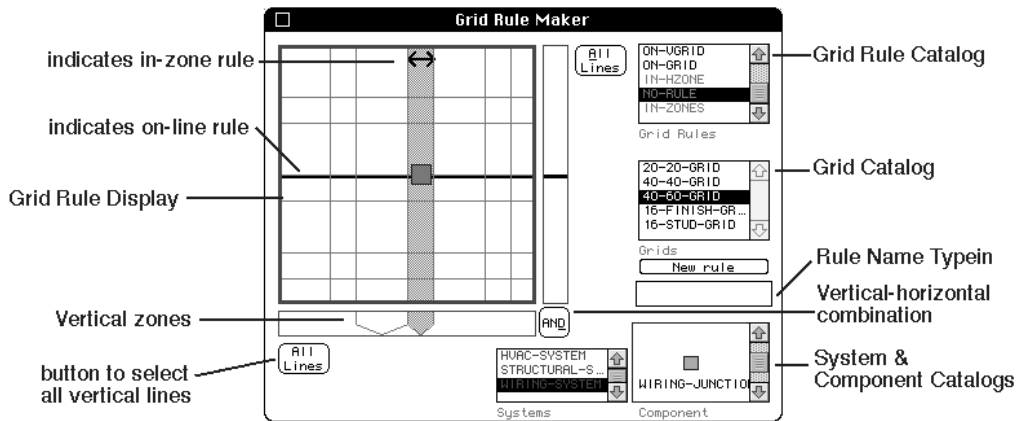 Grid Rule Maker
indicates in-zone rule
indicates on-line rule
Grid Rule Display
Vertical zones
button to select
all vertical lines
All
Lines
All
Lines
AND
ON-VGRID
ON-GRID
IN-HZONE
NO-RULE
IN-ZONES
Grid Rules
20-20-GRID
40-40-GRID
40-60-GRID
16-FINISH-GR...
16-STUD-GRID
Grids
New rule
HVAC-SYSTEM
STRUCTURAL-S...
WIRING-SYSTEM
Systems
WIRING-JUNCTIO
Component
Grid Rule Catalog
Grid Catalog
Rule Name Typein
Vertical-horizontal
combination
System &
Component Catalogs